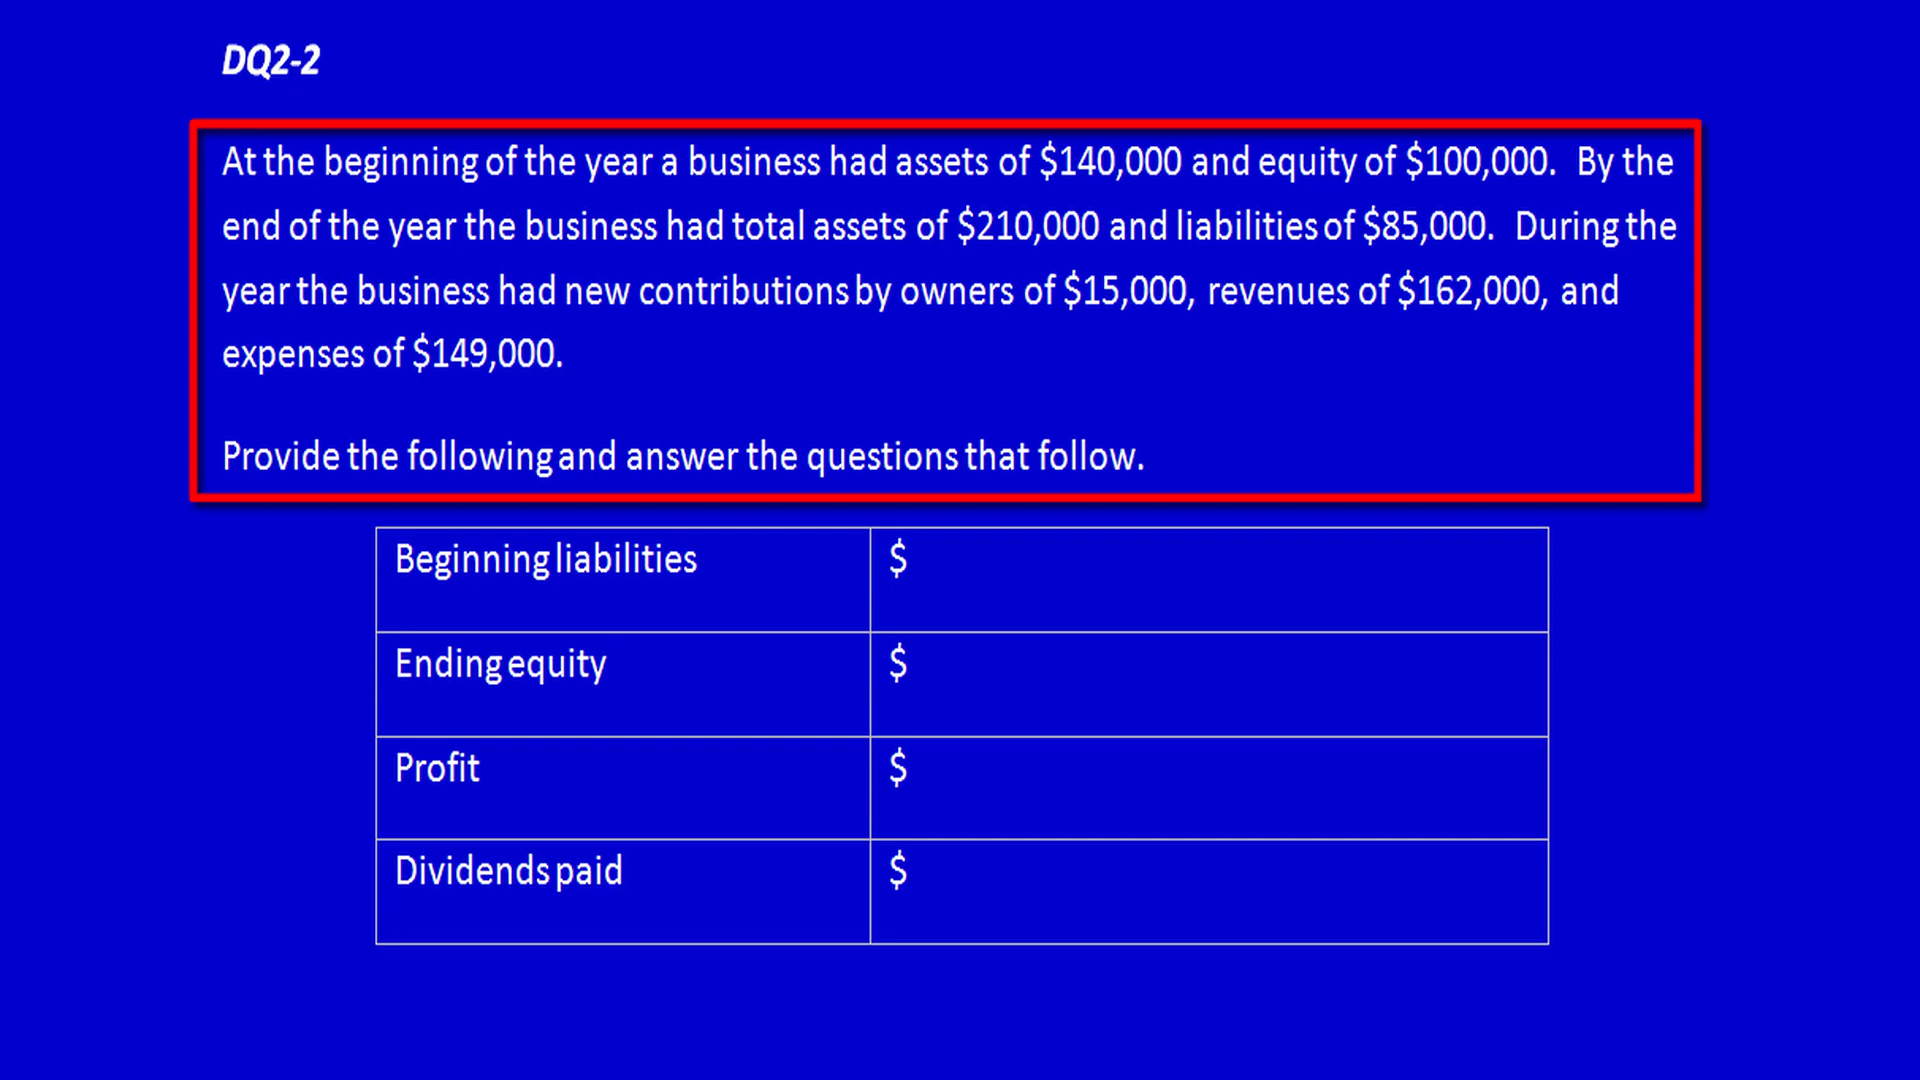 DQ2-2
At the beginning of the year a business had assets of $140,000 and equity of $100,000. By the
end of the year the business had total assets of $210,000 and liabilities of $85,000. During the
year the business had new contributions by owners of $15,000, revenues of $162,000, and
expenses of $149,000.
Provide the following and answer the questions that follow.
Beginning liabilities $
Ending equity $
Profit $
Dividends paid $